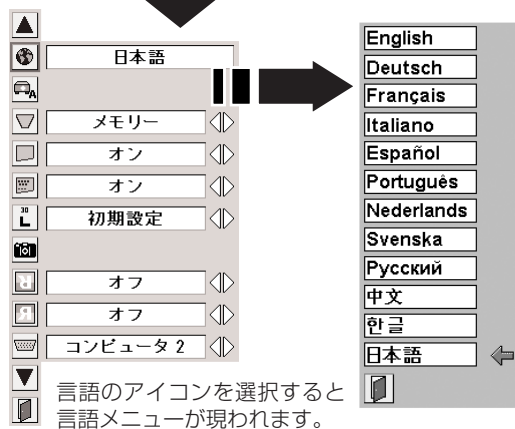 日本語
メモリー
オン
オン
初期設定
オフ
オフ
コンピュータ 2
言語のアイコンを選択すると
言語メニューが現われます。
English
Deutsch
Français
Italiano
Español
Português
Nederlands
Svenska
Русский
中文
한글
日本語